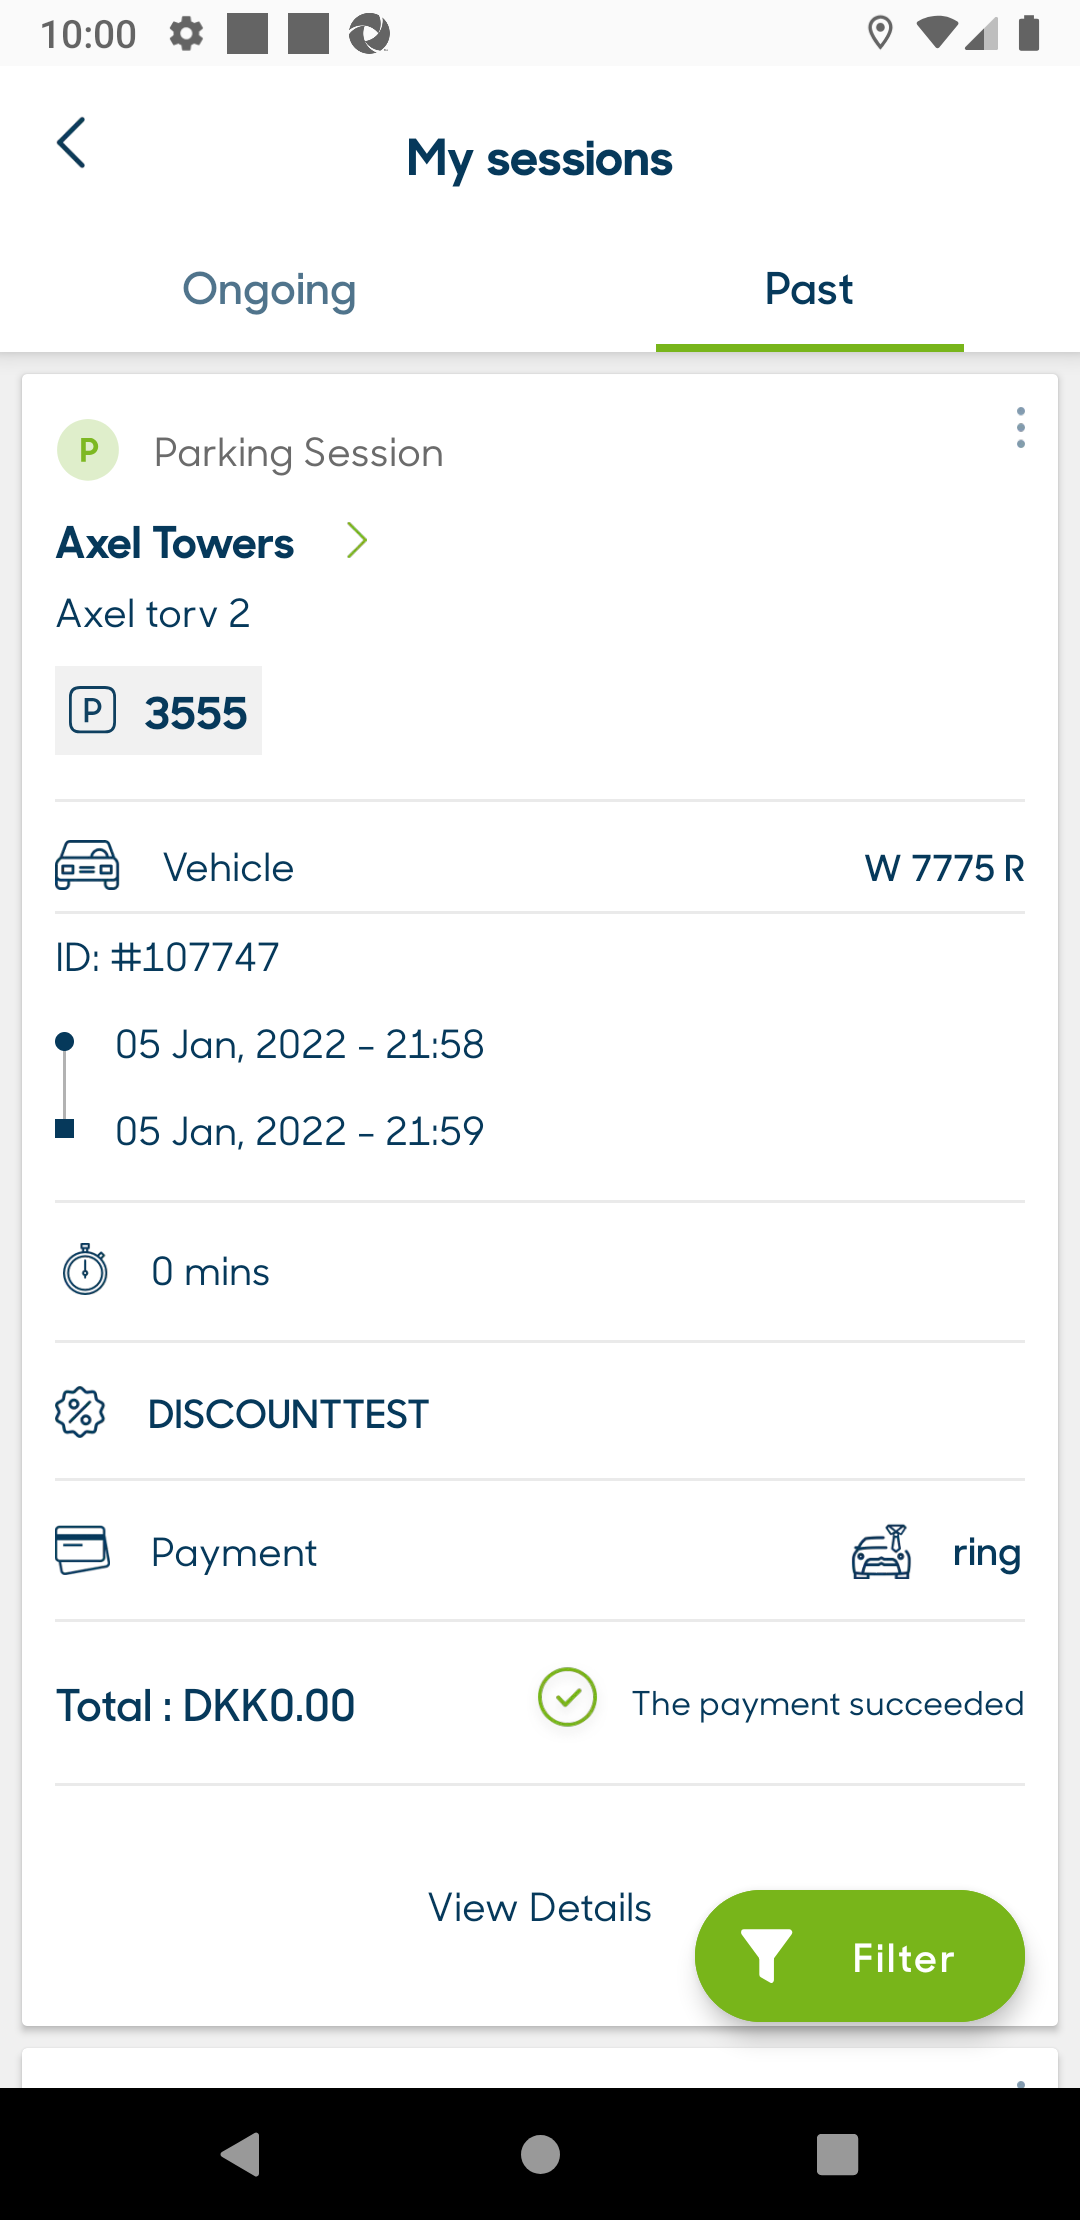 10:00
My sessions
Ongoing
Past
P
Parking Session
Axel Towers
Axel torv 2
P 3555
Vehicle
W 7775 R
ID: #107747
05 Jan, 2022 - 21:58
05 Jan, 2022 - 21:59
0 mins
DISCOUNTTEST
Payment
ring
Total : DKK0.00
The payment succeeded
View Details
Filter